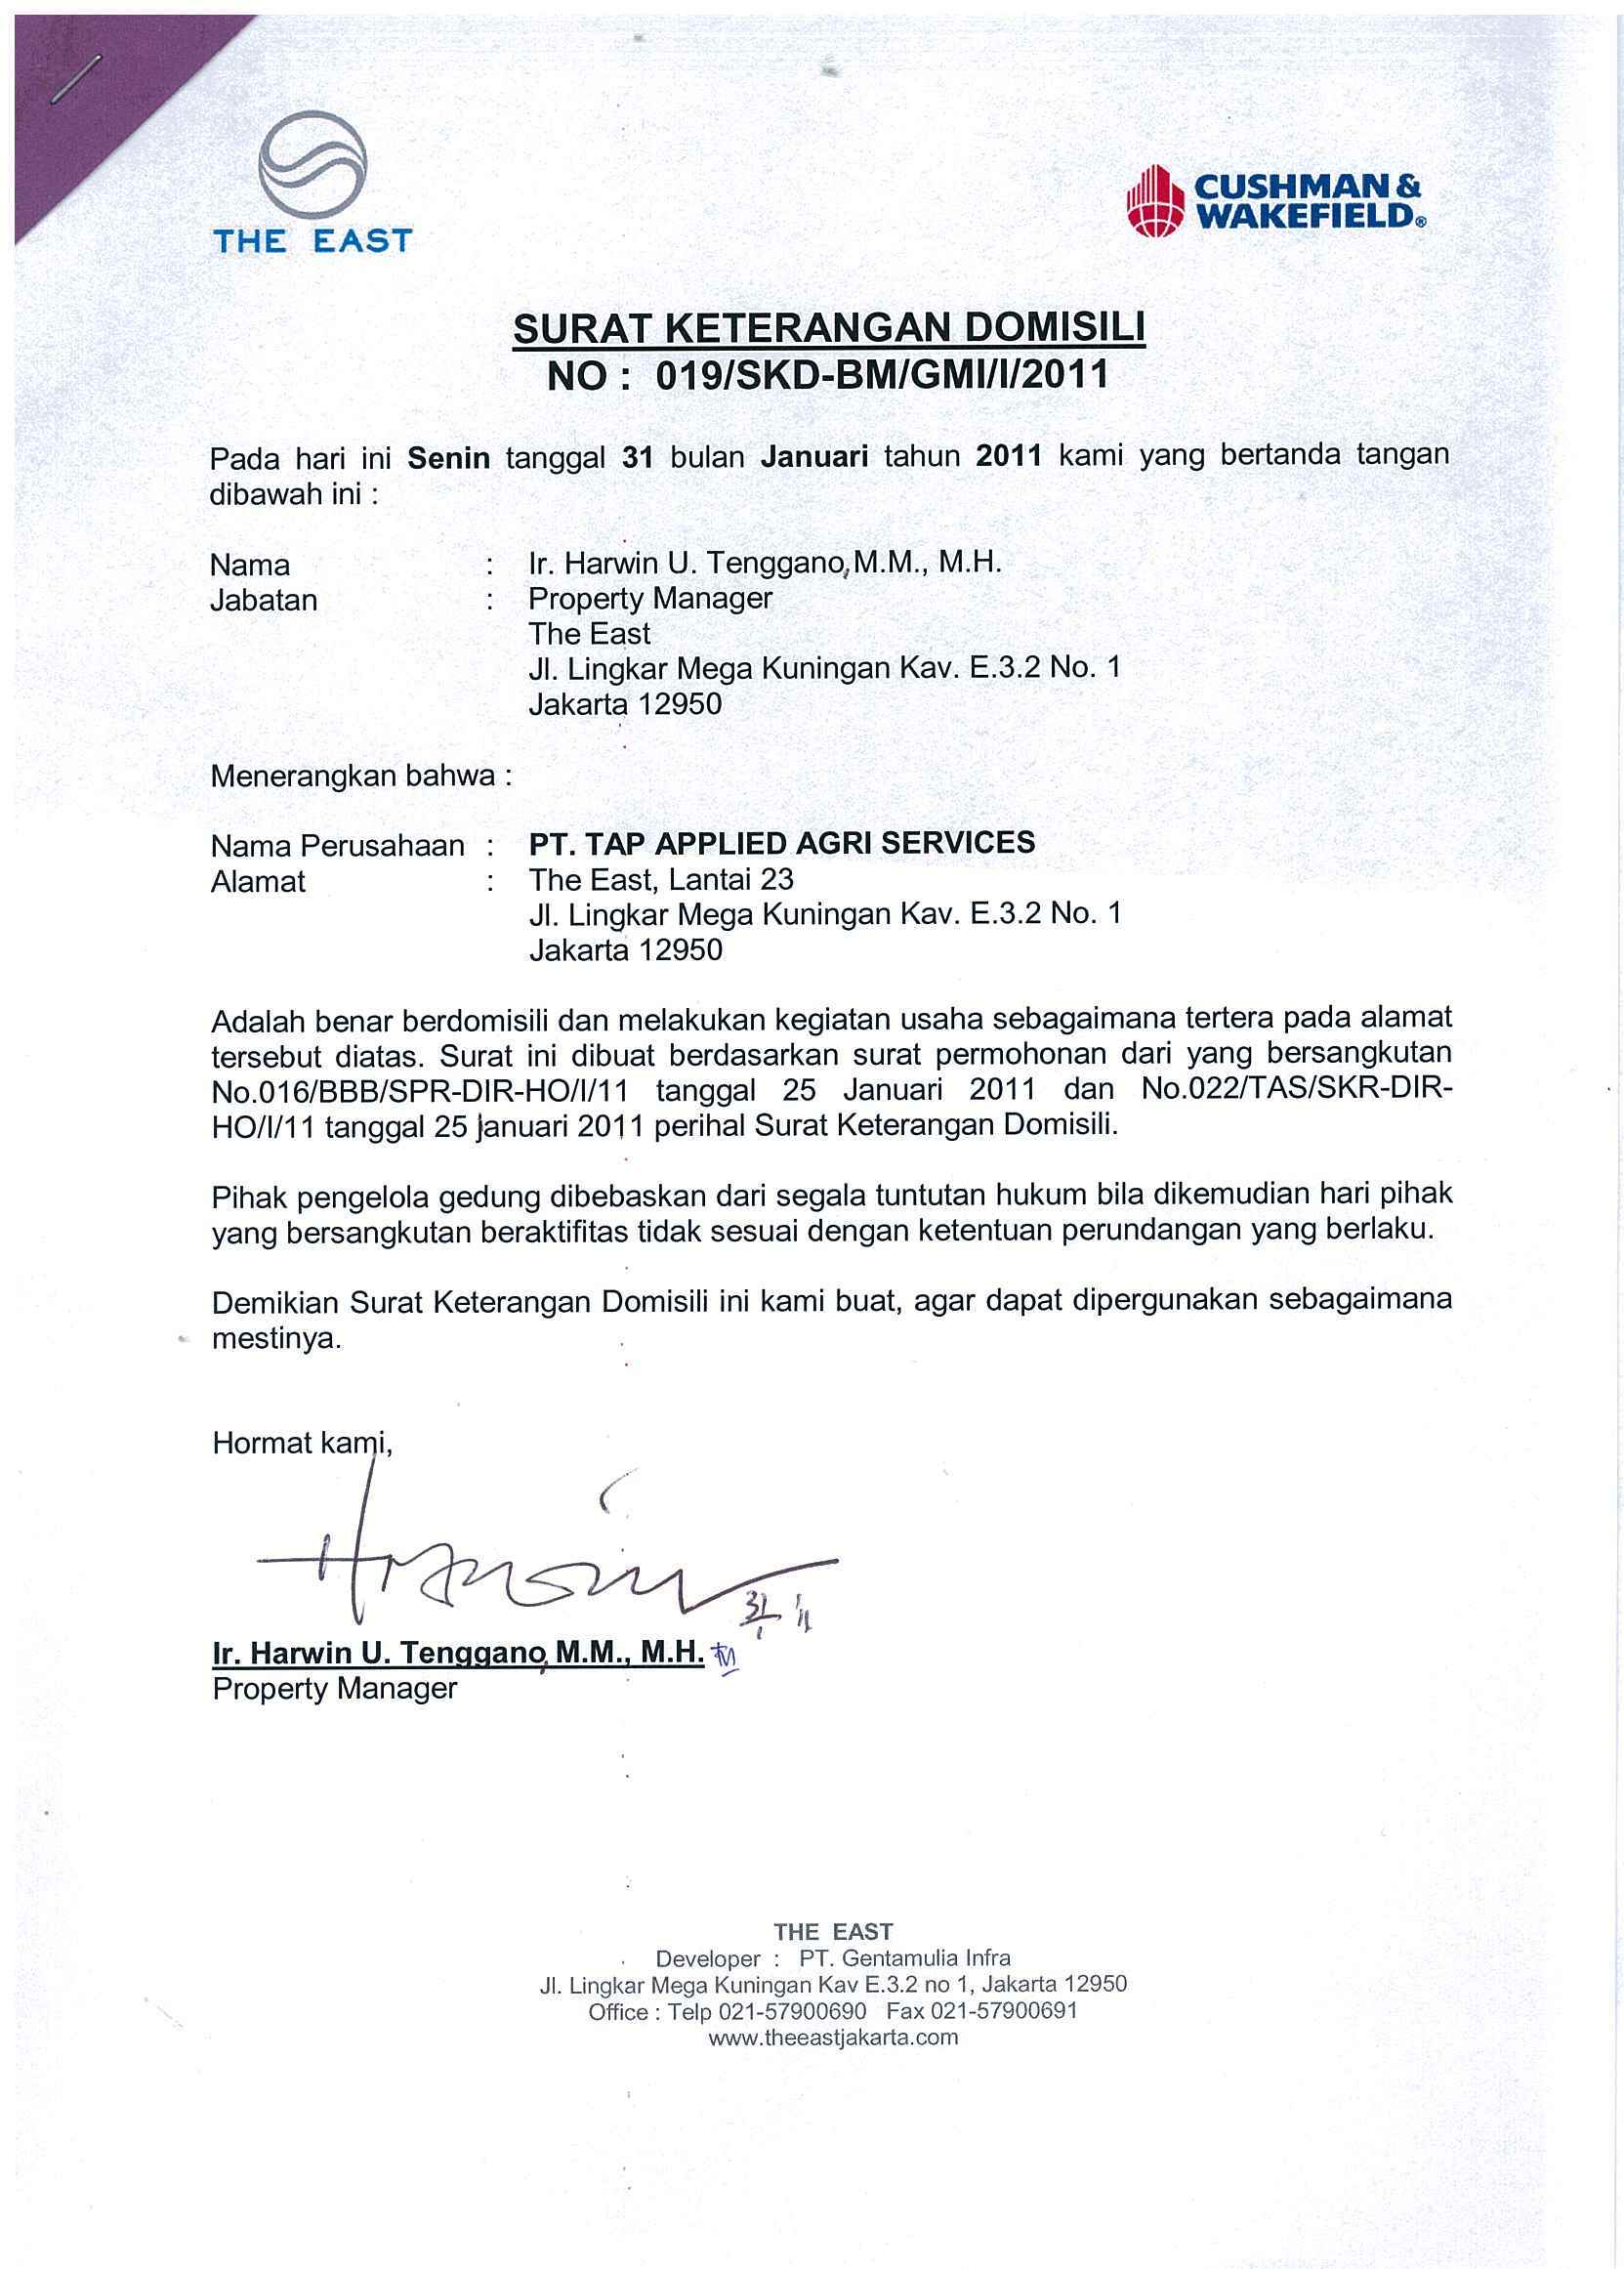 THE EAST
CUSHMAN &
WAKEFIELD®
SURAT KETERANGAN DOMISILI
NO : 019/SKD-BM/GMI/I/2011
Pada hari ini Senin tanggal 31 bulan Januari tahun 2011 kami yang bertanda tangan
dibawah ini :
Nama : Ir. Harwin U. Tenggano, M.M., M.H.
Jabatan : Property Manager
The East
Jl. Lingkar Mega Kuningan Kav. E.3.2 No. 1
Jakarta 12950
Menerangkan bahwa :
Nama Perusahaan : PT. TAP APPLIED AGRI SERVICES
Alamat : The East, Lantai 23
Jl. Lingkar Mega Kuningan Kav. E.3.2 No. 1
Jakarta 12950
Adalah benar berdomisili dan melakukan kegiatan usaha sebagaimana tertera pada alamat
tersebut diatas. Surat ini dibuat berdasarkan surat permohonan dari yang bersangkutan
No.016/BBB/SPR-DIR-HO/I/11 tanggal 25 Januari 2011 dan No.022/TAS/SKR-DIR-
HO/I/11 tanggal 25 januari 2011 perihal Surat Keterangan Domisili.
Pihak pengelola gedung dibebaskan dari segala tuntutan hukum bila dikemudian hari pihak
yang bersangkutan beraktifitas tidak sesuai dengan ketentuan perundangan yang berlaku.
Demikian Surat Keterangan Domisili ini kami buat, agar dapat dipergunakan sebagaimana
mestinya.
Hormat kami,
Ir. Harwin U. Tenggano, M.M., M.H.
Property Manager
THE EAST
Developer : PT. Gentamulia Infra
Jl. Lingkar Mega Kuningan Kav E.3.2 no 1, Jakarta 12950
Office : Telp 021-57900690 Fax 021-57900691
www.theeastjakarta.com